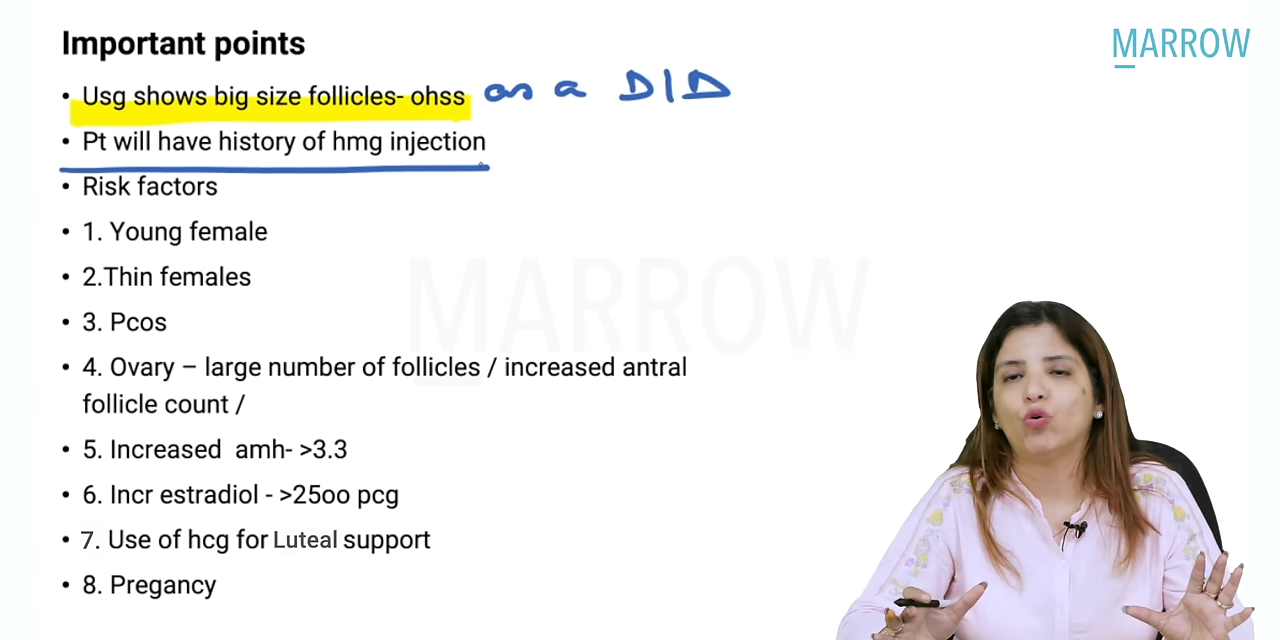 Important points
MARROW
• Usg shows big size follicles- ohss as a D/D
• Pt will have history of hmg injection
• Risk factors
• 1. Young female
• 2.Thin females
• 3. Pcos
MARROW
• 4. Ovary – large number of follicles / increased antral
follicle count /
• 5. Increased amh- >3.3
• 6. Incr estradiol - >25oo pcg
• 7. Use of hcg for Luteal support
• 8. Pregancy